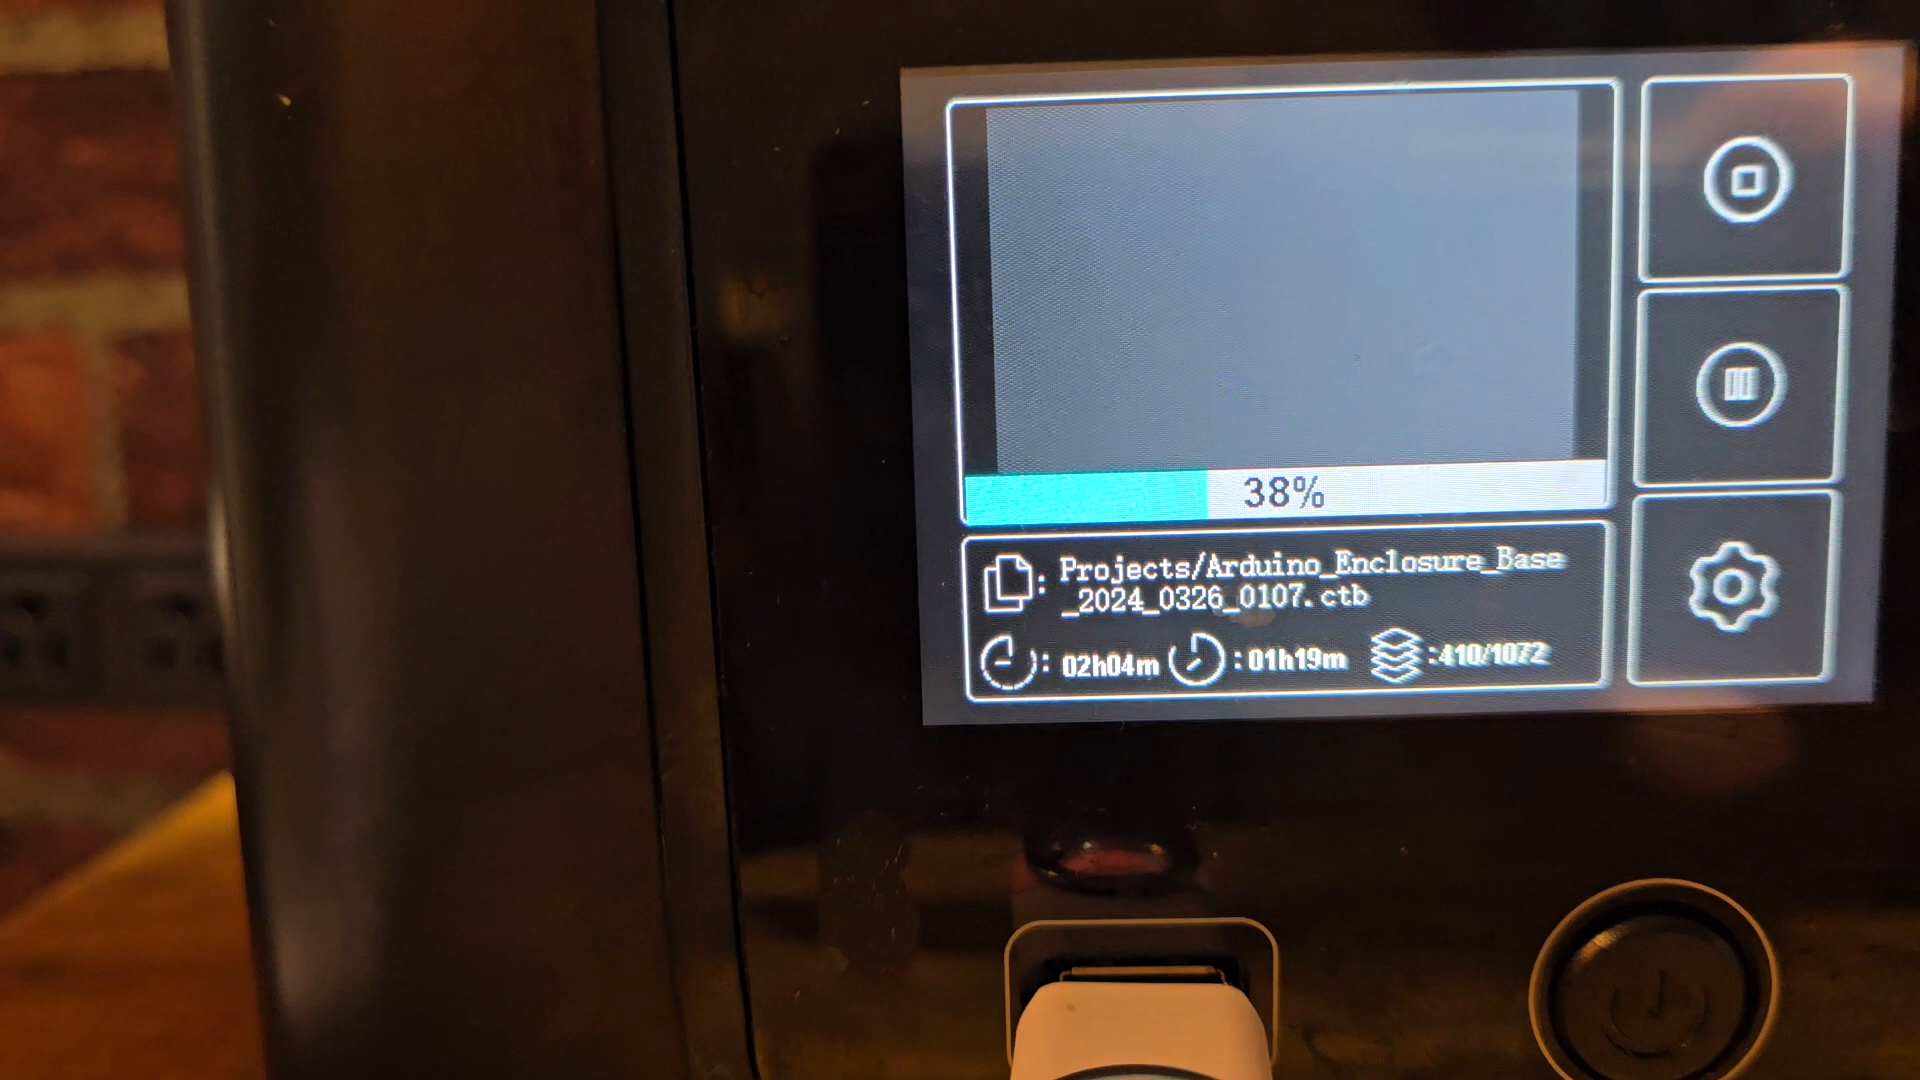 38%
: Projects/Arduino_Enclosure_Base
_2024_0326_0107.ctb
: 02h04m :01h19m :410/1072